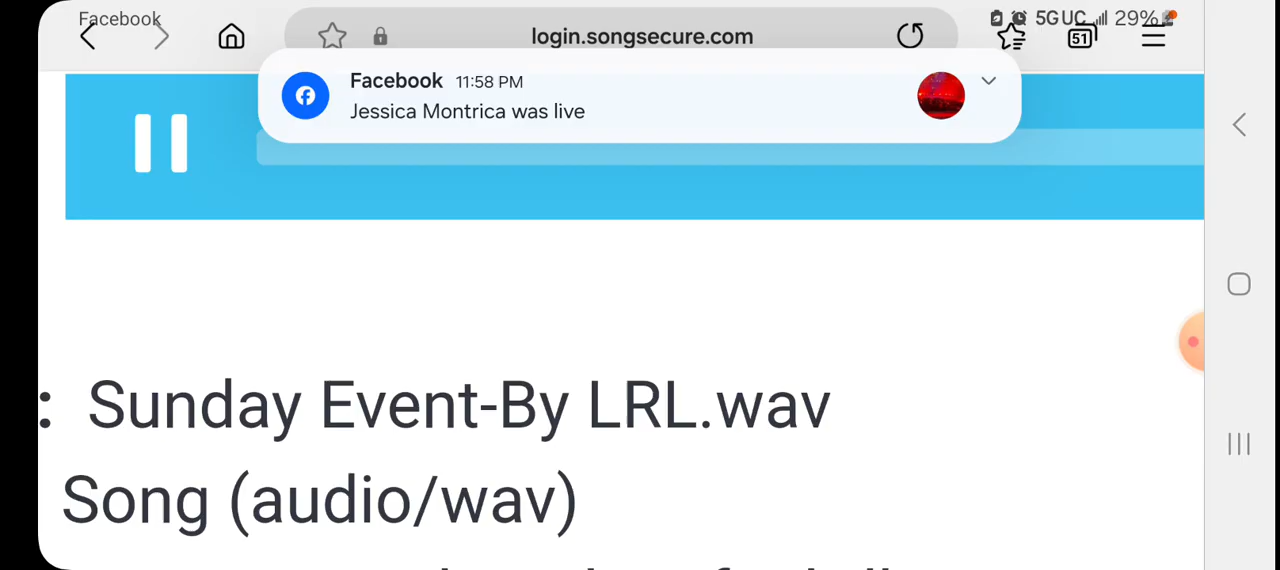 Facebook
5G UC 29%
login.songsecure.com
51
Facebook 11:58 PM
Jessica Montrica was live
: Sunday Event-By LRL.wav
Song (audio/wav)